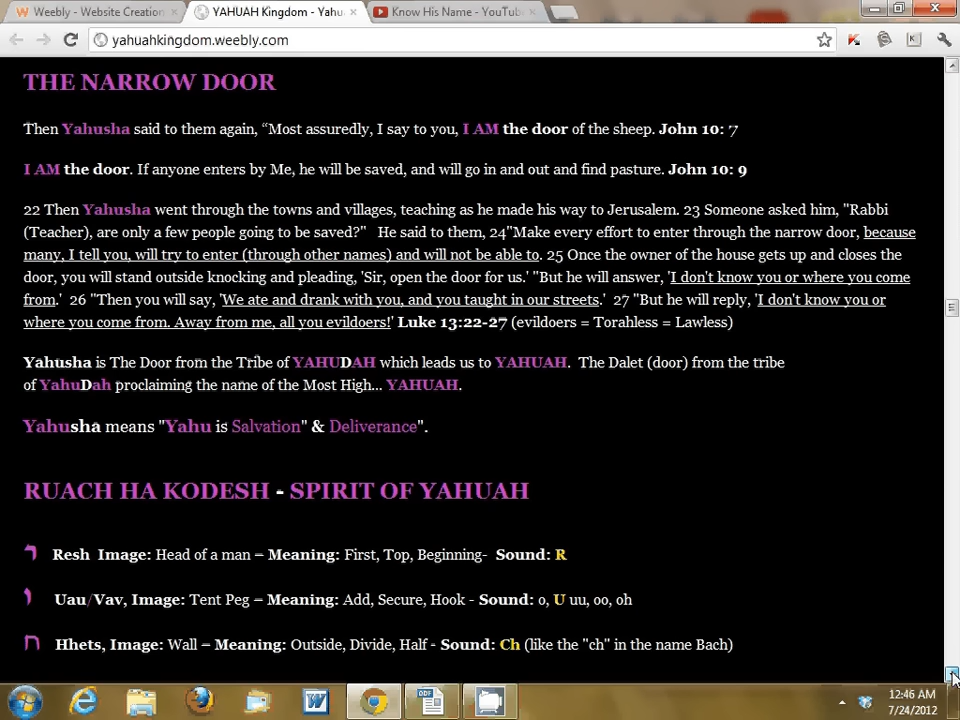 Weebly - Website Creation
YAHUAH Kingdom - Yahu
Know His Name - YouTub
yahuahkingdom.weebly.com
THE NARROW DOOR
Then Yahusha said to them again, “Most assuredly, I say to you, I AM the door of the sheep. John 10: 7
I AM the door. If anyone enters by Me, he will be saved, and will go in and out and find pasture. John 10: 9
22 Then Yahusha went through the towns and villages, teaching as he made his way to Jerusalem. 23 Someone asked him, "Rabbi
(Teacher), are only a few people going to be saved?" He said to them, 24"Make every effort to enter through the narrow door, because
many, I tell you, will try to enter (through other names) and will not be able to. 25 Once the owner of the house gets up and closes the
door, you will stand outside knocking and pleading, 'Sir, open the door for us.' "But he will answer, 'I don't know you or where you come
from.' 26 "Then you will say, 'We ate and drank with you, and you taught in our streets.' 27 "But he will reply, 'I don't know you or
where you come from. Away from me, all you evildoers!' Luke 13:22-27 (evildoers = Torahless = Lawless)
Yahusha is The Door from the Tribe of YAHUDAH which leads us to YAHUAH. The Dalet (door) from the tribe
of YahuDah proclaiming the name of the Most High... YAHUAH.
Yahusha means "Yahu is Salvation" & Deliverance".
RUACH HA KODESH - SPIRIT OF YAHUAH
ר Resh Image: Head of a man = Meaning: First, Top, Beginning- Sound: R
ו Uau/Vav, Image: Tent Peg = Meaning: Add, Secure, Hook - Sound: o, U uu, oo, oh
ח Hhets, Image: Wall = Meaning: Outside, Divide, Half - Sound: Ch (like the "ch" in the name Bach)
ODF
12:46 AM
7/24/2012